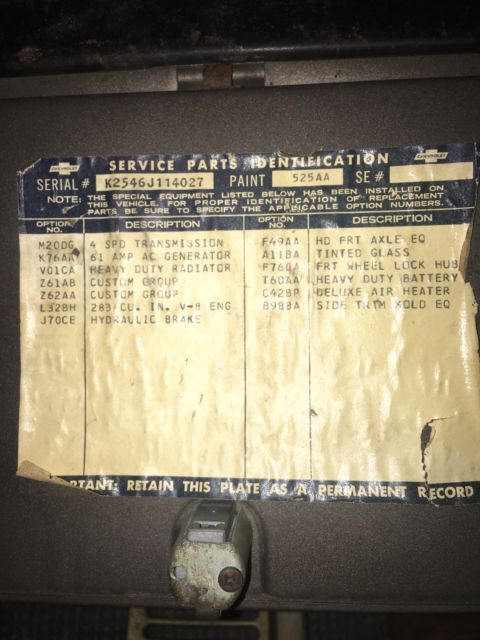 CHEVROLET SERVICE PARTS IDENTIFICATION CHEVROLET
SERIAL # K2546J114027 PAINT 525AA SE #
NOTE: THE SPECIAL EQUIPMENT LISTED BELOW HAS BEEN INSTALLED ON
THIS VEHICLE. FOR PROPER IDENTIFICATION OF REPLACEMENT
PARTS BE SURE TO SPECIFY THE APPLICABLE OPTION NUMBERS.
OPTION NO. DESCRIPTION OPTION NO. DESCRIPTION
M20DG 4 SPD TRANSMISSION F49AA HD FRT AXLE EQ
K76AA 61 AMP AC GENERATOR A11BA TINTED GLASS
V01CA HEAVY DUTY RADIATOR F760A FRT WHEEL LOCK HUB
Z61AB CUSTOM GROUP T60AA HEAVY DUTY BATTERY
Z62AA CUSTOM GROUP C42BP DELUXE AIR HEATER
L32BH 283/CU. IN. V-8 ENG B98BA SIDE TRIM MOLD EQ
J70CE HYDRAULIC BRAKE
RTANT: RETAIN THIS PLATE AS A PERMANENT RECORD